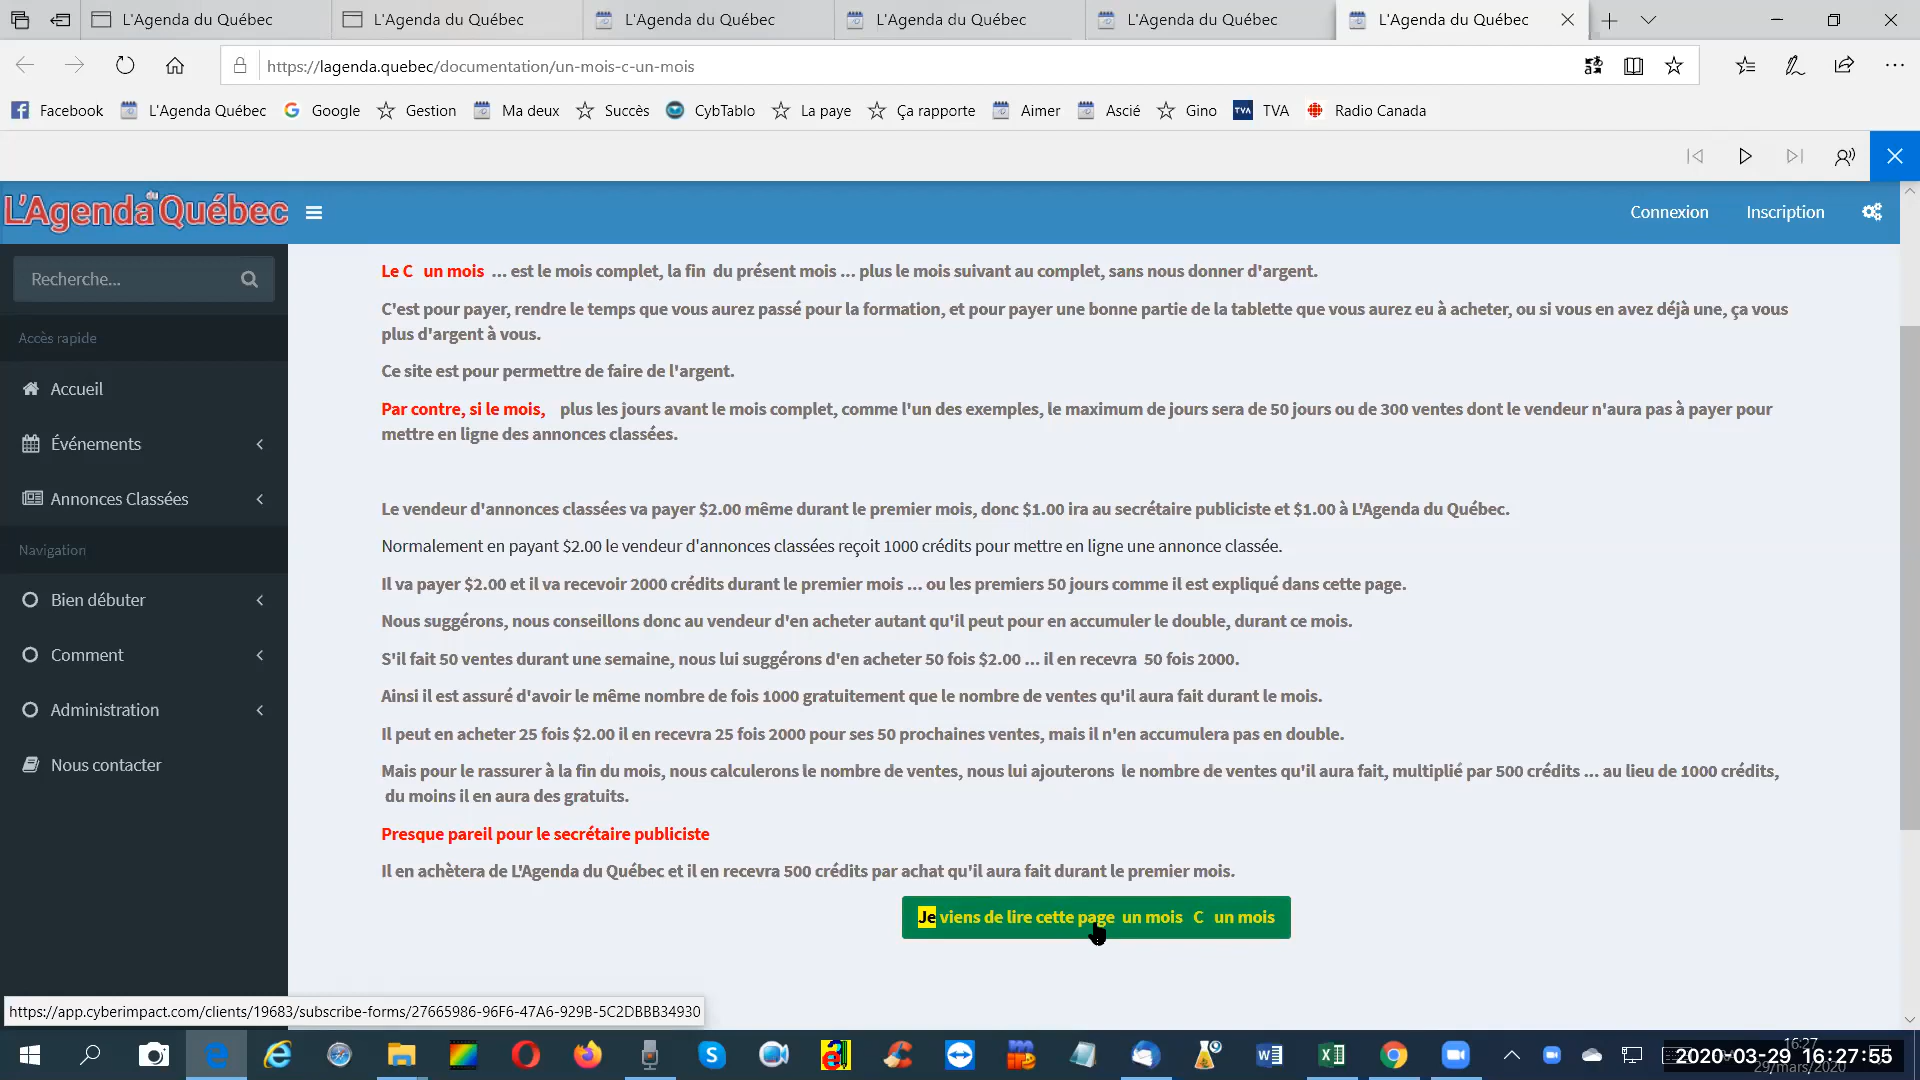 L'Agenda du Québec
L'Agenda du Québec
L'Agenda du Québec
L'Agenda du Québec
L'Agenda du Québec
L'Agenda du Québec
https://lagenda.quebec/documentation/un-mois-c-un-mois
Facebook
L'Agenda Québec
Google
Gestion
Ma deux
Succès
CybTablo
La paye
Ça rapporte
Aimer
Ascié
Gino
TVA
Radio Canada
L'Agenda du Québec
Connexion
Inscription
Recherche...
Accès rapide
Accueil
Événements
Annonces Classées
Navigation
Bien débuter
Comment
Administration
Nous contacter
Le C un mois ... est le mois complet, la fin du présent mois ... plus le mois suivant au complet, sans nous donner d'argent.
C'est pour payer, rendre le temps que vous aurez passé pour la formation, et pour payer une bonne partie de la tablette que vous aurez eu à acheter, ou si vous en avez déjà une, ça vous
plus d'argent à vous.
Ce site est pour permettre de faire de l'argent.
Par contre, si le mois, plus les jours avant le mois complet, comme l'un des exemples, le maximum de jours sera de 50 jours ou de 300 ventes dont le vendeur n'aura pas à payer pour
mettre en ligne des annonces classées.
Le vendeur d'annonces classées va payer $2.00 même durant le premier mois, donc $1.00 ira au secrétaire publiciste et $1.00 à L'Agenda du Québec.
Normalement en payant $2.00 le vendeur d'annonces classées reçoit 1000 crédits pour mettre en ligne une annonce classée.
Il va payer $2.00 et il va recevoir 2000 crédits durant le premier mois ... ou les premiers 50 jours comme il est expliqué dans cette page.
Nous suggérons, nous conseillons donc au vendeur d'en acheter autant qu'il peut pour en accumuler le double, durant ce mois.
S'il fait 50 ventes durant une semaine, nous lui suggérons d'en acheter 50 fois $2.00 ... il en recevra 50 fois 2000.
Ainsi il est assuré d'avoir le même nombre de fois 1000 gratuitement que le nombre de ventes qu'il aura fait durant le mois.
Il peut en acheter 25 fois $2.00 il en recevra 25 fois 2000 pour ses 50 prochaines ventes, mais il n'en accumulera pas en double.
Mais pour le rassurer à la fin du mois, nous calculerons le nombre de ventes, nous lui ajouterons le nombre de ventes qu'il aura fait, multiplié par 500 crédits ... au lieu de 1000 crédits,
du moins il en aura des gratuits.
Presque pareil pour le secrétaire publiciste
Il en achètera de L'Agenda du Québec et il en recevra 500 crédits par achat qu'il aura fait durant le premier mois.
Je viens de lire cette page un mois C un mois
https://app.cyberimpact.com/clients/19683/subscribe-forms/27665986-96F6-47A6-929B-5C2DBBB34930
16:27
2020-03-29 16:27:55
29/mars/2020